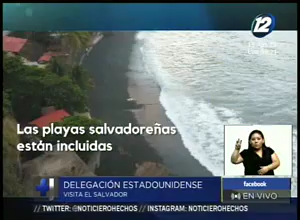 12
Las playas salvadoreñas
están incluidas
DELEGACIÓN ESTADOUNIDENSE
VISITA EL SALVADOR
facebook
EN VIVO
TWITTER: @NOTICIEROHECHOS // INSTAGRAM: NOTICIEROHECHOS